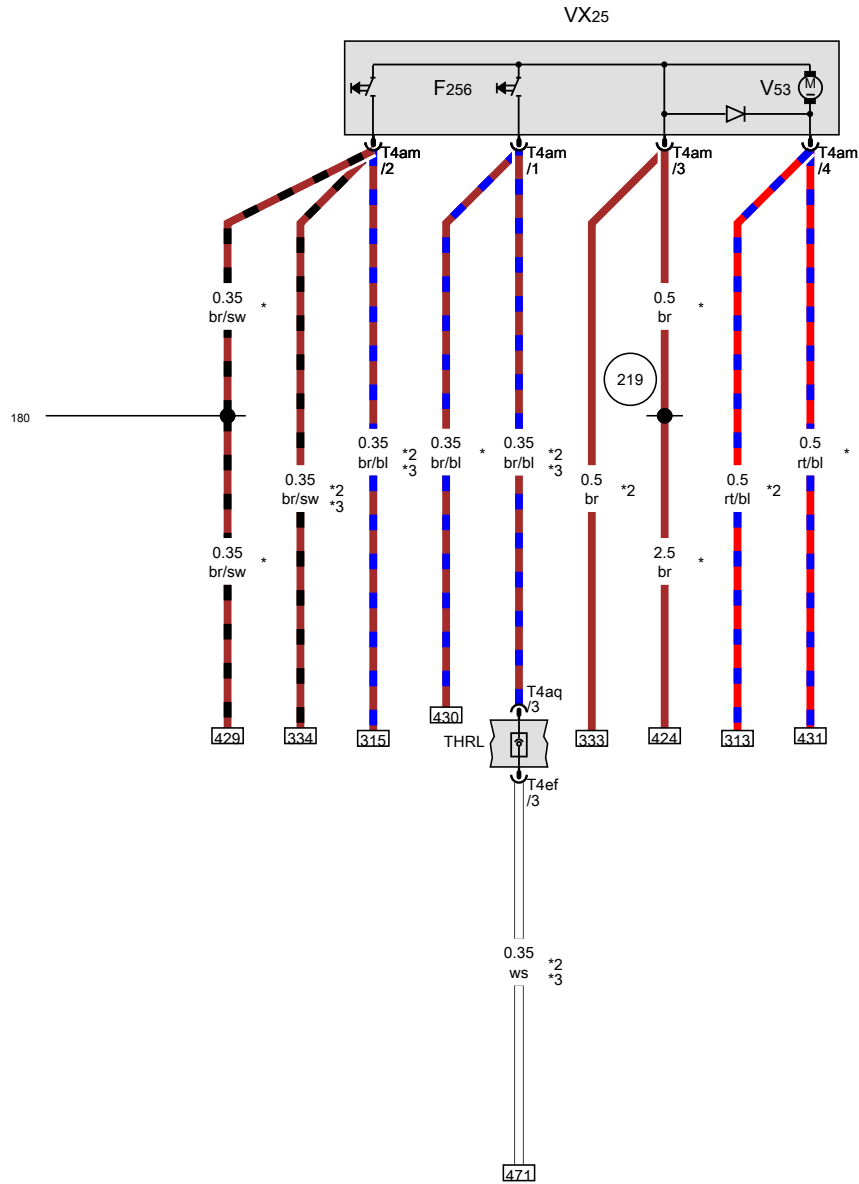 VX25
F256
V53
M
T4am
/2
T4am
/1
T4am
/3
T4am
/4
0.35
br/sw
*
0.5
br
*
219
180
0.35
br/sw
*2
*3
0.35
br/bl
*2
*3
0.35
br/bl
*
0.35
br/bl
*2
*3
0.5
br
*2
0.5
rt/bl
*2
0.5
rt/bl
*
0.35
br/sw
*
2.5
br
*
T4aq
/3
429
334
315
430
THRL
333
424
313
431
T4ef
/3
0.35
ws
*2
*3
471